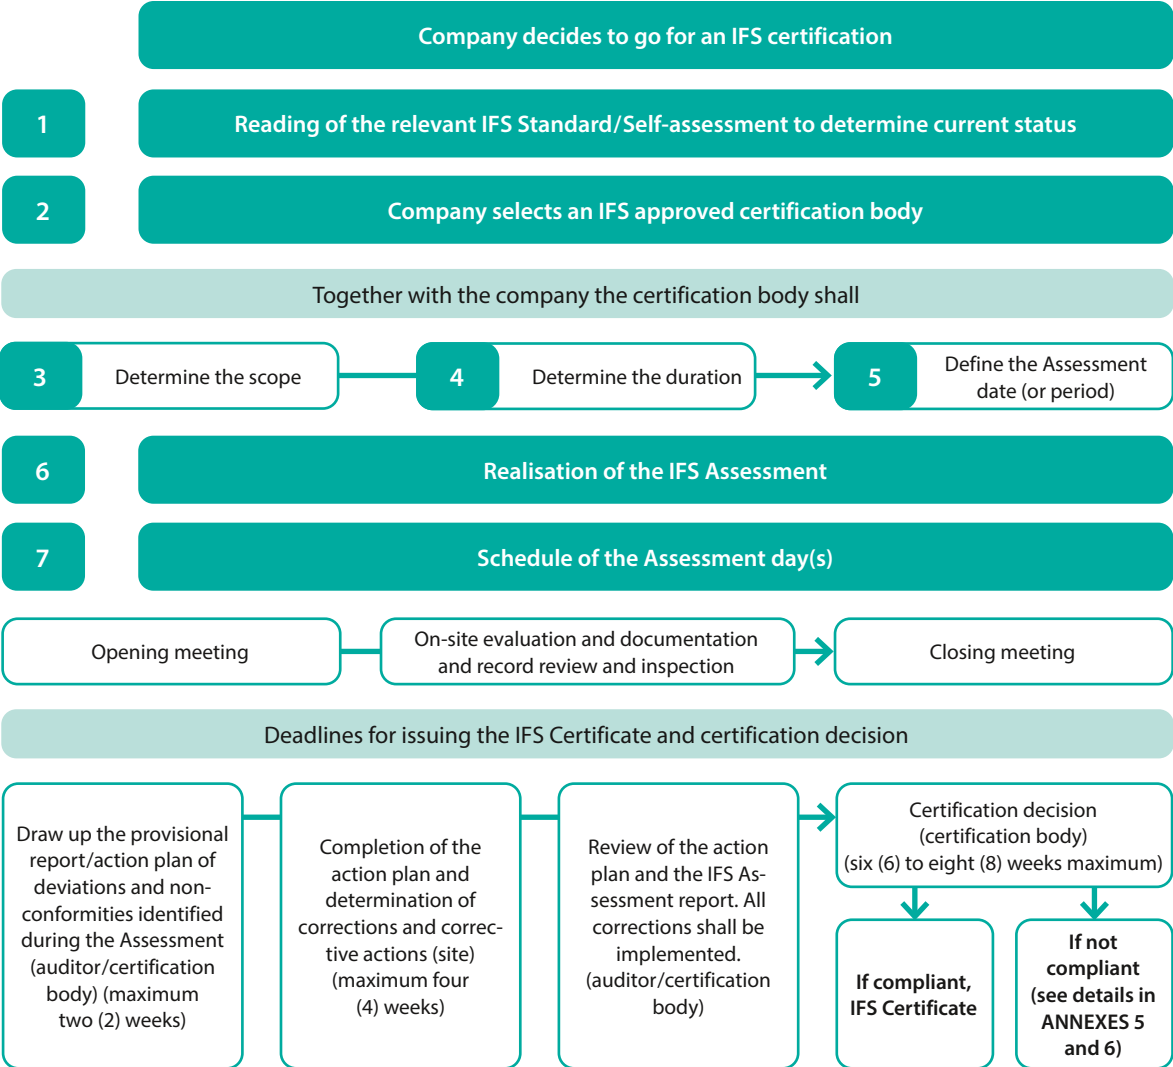 Company decides to go for an IFS certification
1
Reading of the relevant IFS Standard/Self-assessment to determine current status
2
Company selects an IFS approved certification body
Together with the company the certification body shall
3
Determine the scope
4
Determine the duration
5
Define the Assessment
date (or period)
6
Realisation of the IFS Assessment
7
Schedule of the Assessment day(s)
Opening meeting
On-site evaluation and documentation
and record review and inspection
Closing meeting
Deadlines for issuing the IFS Certificate and certification decision
Draw up the provisional
report/action plan of
deviations and non-
conformities identified
during the Assessment
(auditor/certification
body) (maximum
two (2) weeks)
Completion of the
action plan and
determination of
corrections and correc-
tive actions (site)
(maximum four
(4) weeks)
Review of the action
plan and the IFS As-
sessment report. All
corrections shall be
implemented.
(auditor/certification
body)
Certification decision
(certification body)
(six (6) to eight (8) weeks maximum)
If compliant,
IFS Certificate
If not
compliant
(see details in
ANNEXES 5
and 6)